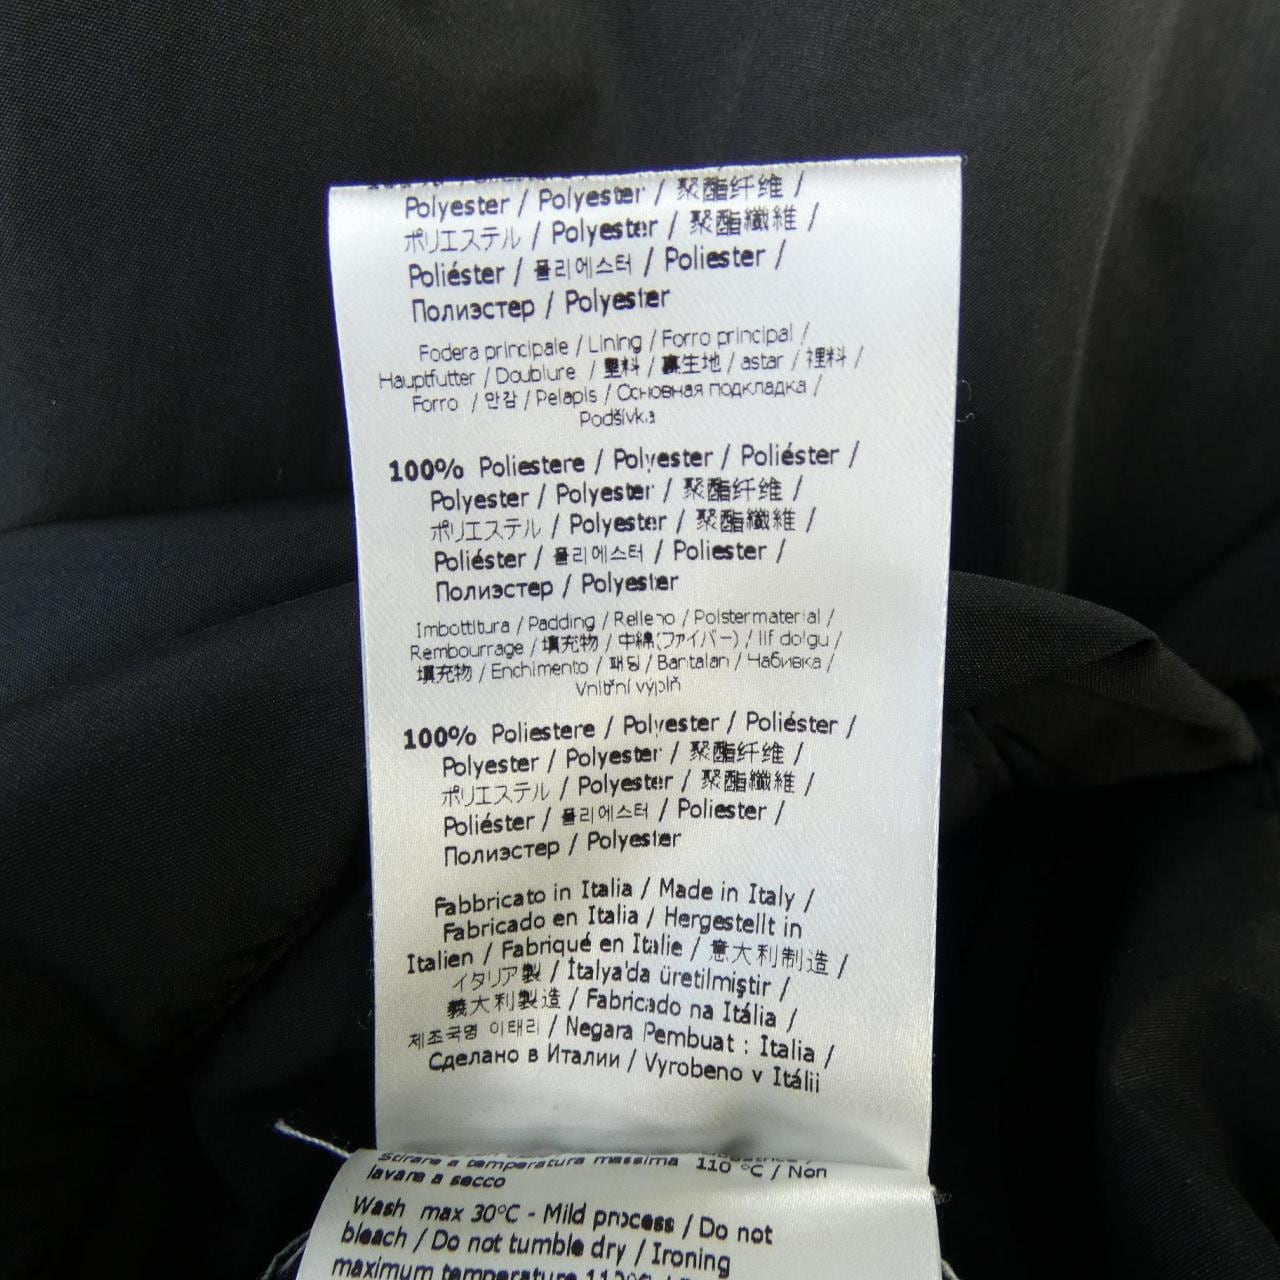 Polyester / Polyester / 聚酯纤维 /
ポリエステル / Polyester / 聚酯纖維 /
Poliéster / 폴리에스터 / Poliester /
Полиэстер / Polyester
Fodera principale / Lining / Forro principal /
Hauptfutter / Doublure / 里料 / 裏生地 / astar / 裡料 /
Forro / 안감 / Pelapis / Основная подкладка /
Podšívka
100% Poliestere / Polyester / Poliéster /
Polyester / Polyester / 聚酯纤维 /
ポリエステル / Polyester / 聚酯纖維 /
Poliéster / 폴리에스터 / Poliester /
Полиэстер / Polyester
Imbottitura / Padding / Relleno / Polstermaterial /
Rembourrage / 填充物 / 中綿(ファイバー) / lif dolgu /
填充物 / Enchimento / 패딩 / Bantalan / Набивка /
Vnitřní výplň
100% Poliestere / Polyester / Poliéster /
Polyester / Polyester / 聚酯纤维 /
ポリエステル / Polyester / 聚酯纖維 /
Poliéster / 폴리에스터 / Poliester /
Полиэстер / Polyester
Fabbricato in Italia / Made in Italy /
Fabricado en Italia / Hergestellt in
Italien / Fabriqué en Italie / 意大利制造 /
イタリア製 / İtalya'da üretilmiştir /
義大利製造 / Fabricado na Itália /
제조국명 이태리 / Negara Pembuat : Italia /
Сделано в Италии / Vyrobeno v Itálii
Stirare a temperatura massima 110 °C / Non
lavare a secco
Wash max 30°C - Mild process / Do not
bleach / Do not tumble dry / Ironing
maximum temperature 110°C /